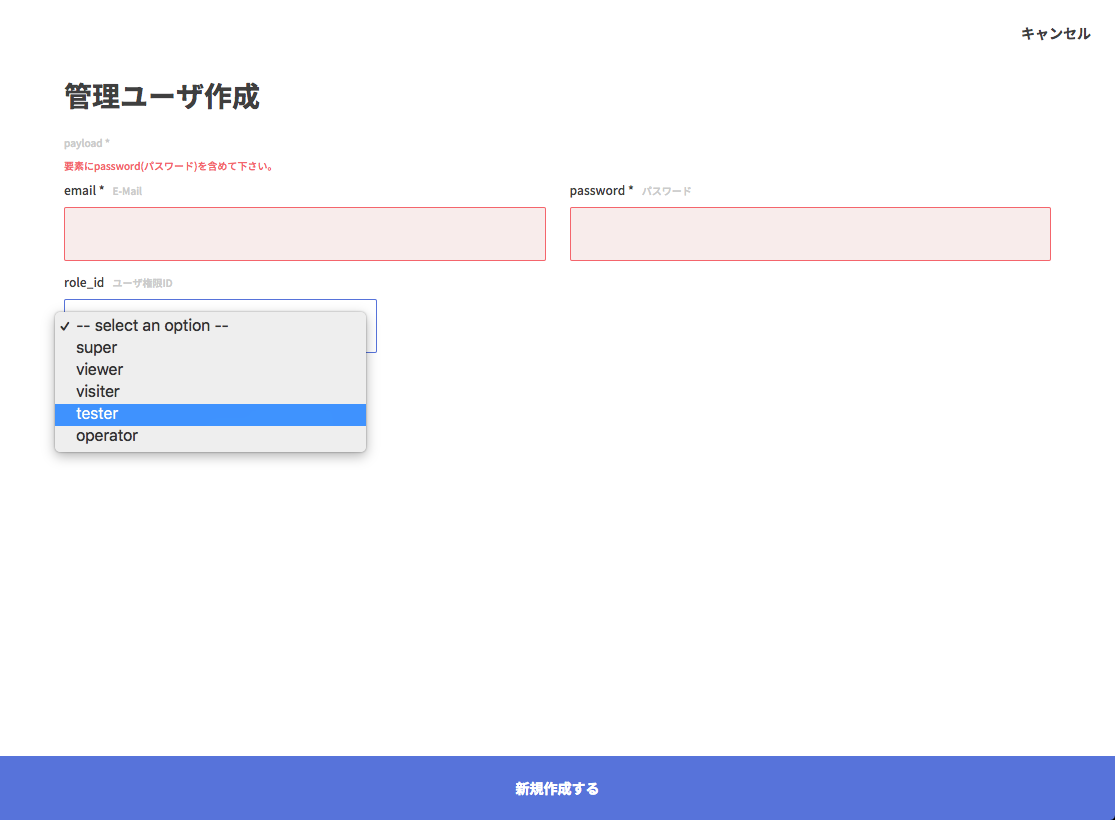 キャンセル
管理ユーザ作成
payload *
要素にpassword(パスワード)を含めて下さい。
email * E-Mail
password * パスワード
role_id ユーザ権限ID
✓ -- select an option --
super
viewer
visiter
tester
operator
新規作成する